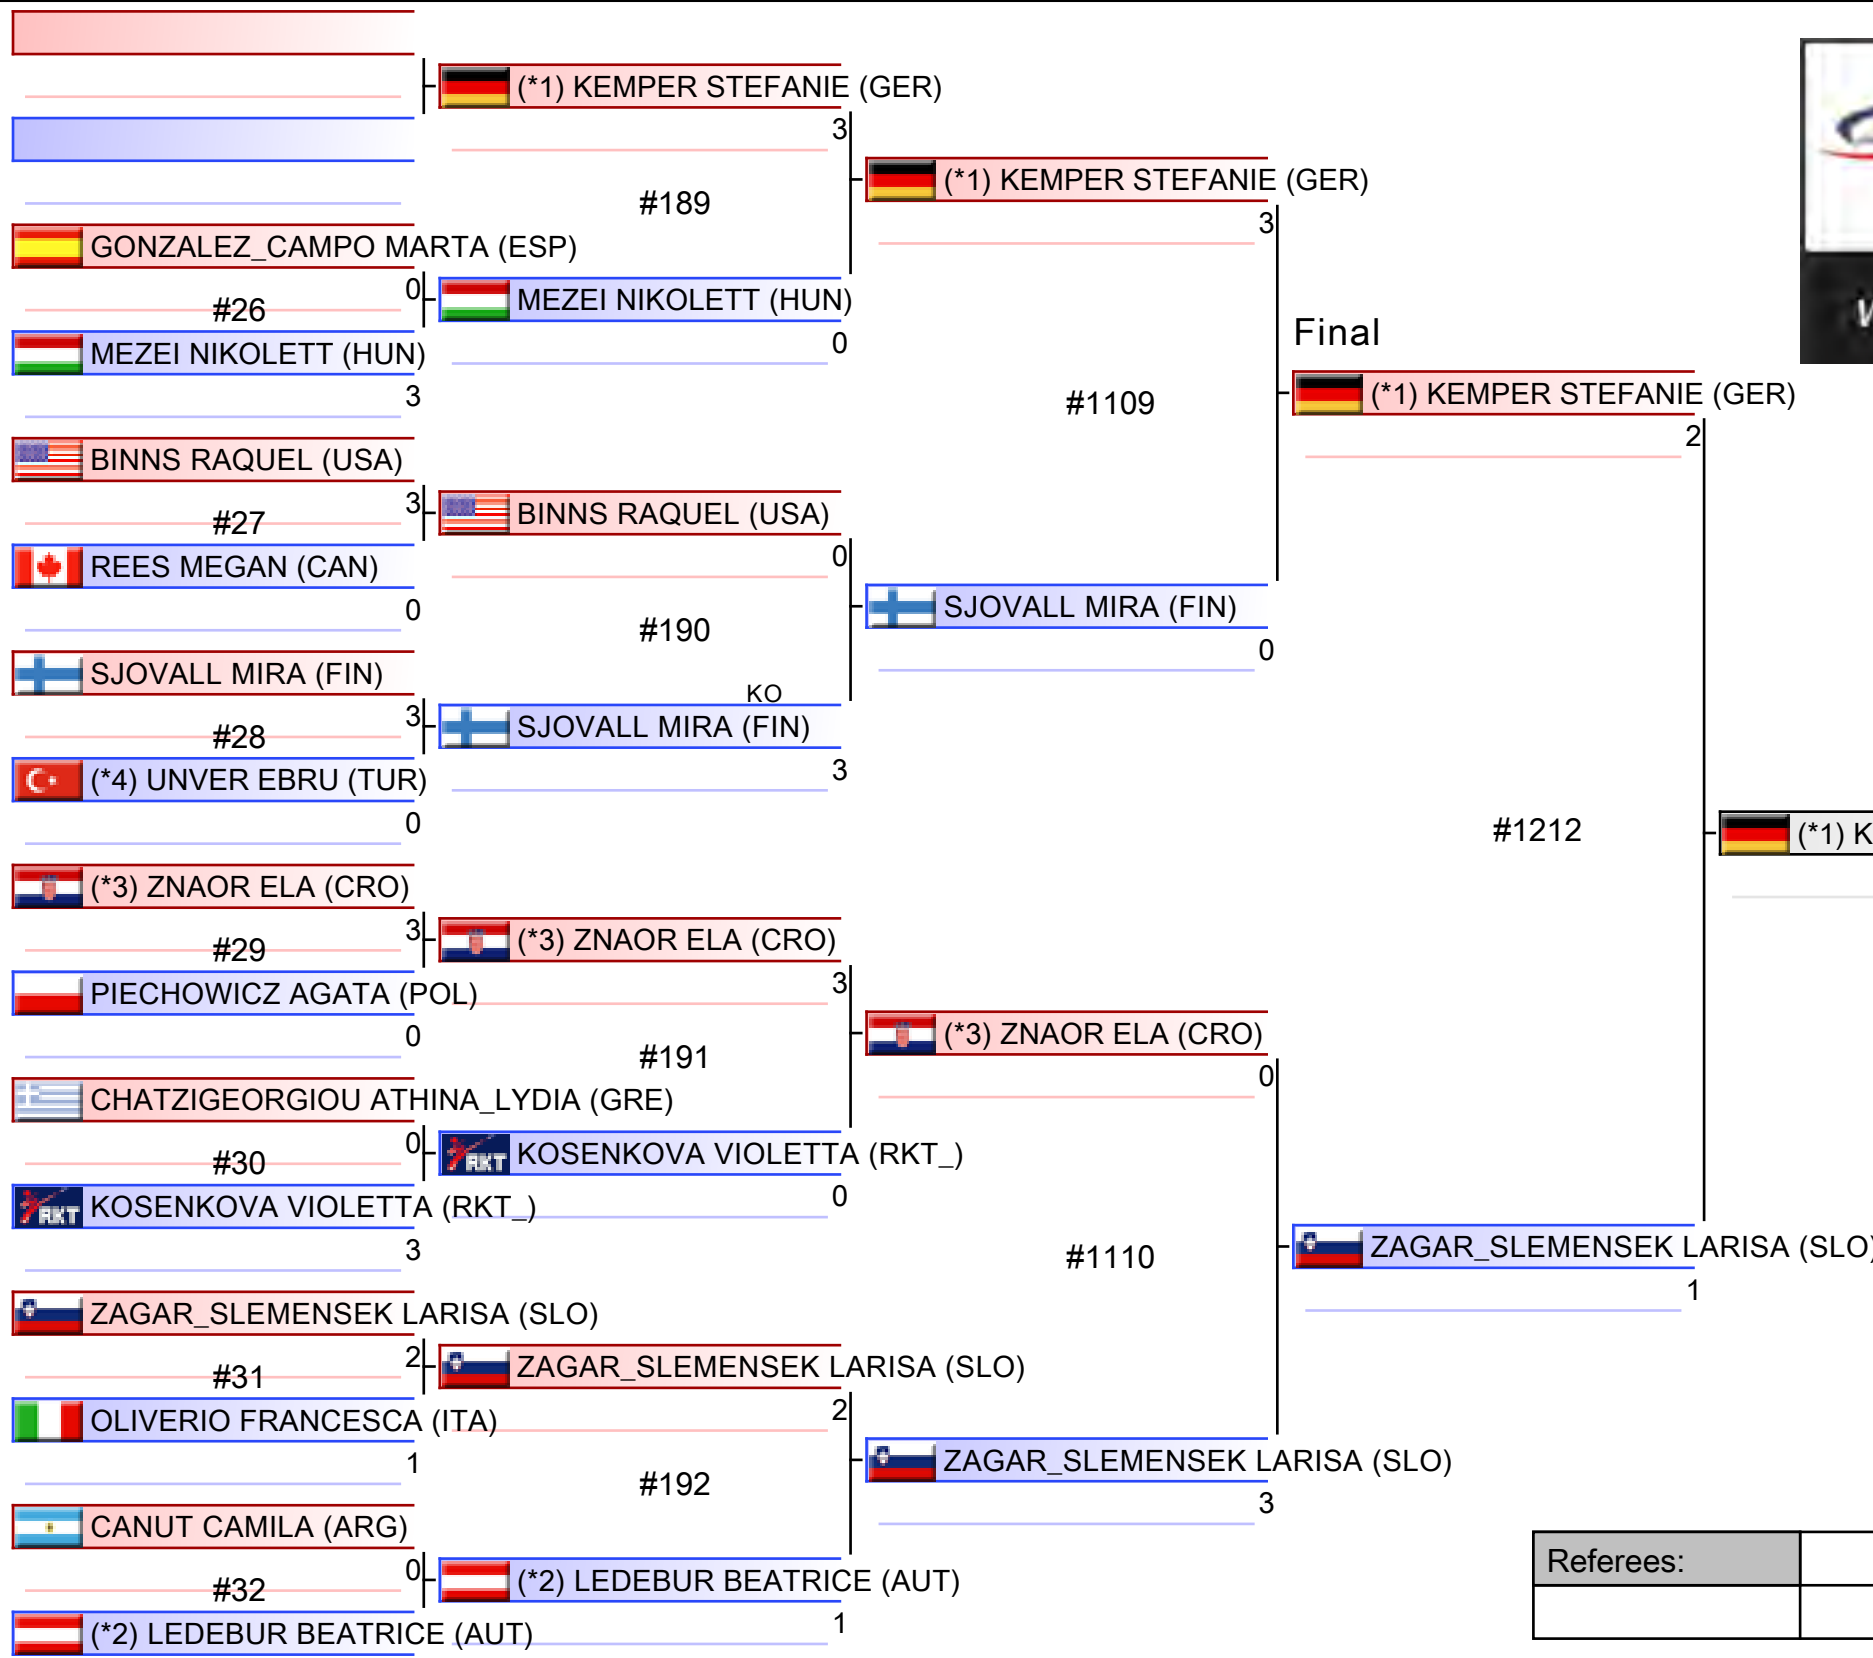 (*1) KEMPER STEFANIE (GER)
3
#189
(*1) KEMPER STEFANIE (GER)
3
GONZALEZ_CAMPO MARTA (ESP)
0
#26
MEZEI NIKOLETT (HUN)
0
MEZEI NIKOLETT (HUN)
3
Final
#1109
(*1) KEMPER STEFANIE (GER)
2
BINNS RAQUEL (USA)
3
#27
BINNS RAQUEL (USA)
0
REES MEGAN (CAN)
0
#190
SJOVALL MIRA (FIN)
0
SJOVALL MIRA (FIN)
3
#28
KO
SJOVALL MIRA (FIN)
3
(*4) UNVER EBRU (TUR)
0
#1212
(*1) K
(*3) ZNAOR ELA (CRO)
3
#29
(*3) ZNAOR ELA (CRO)
3
PIECHOWICZ AGATA (POL)
0
#191
(*3) ZNAOR ELA (CRO)
0
CHATZIGEORGIOU ATHINA_LYDIA (GRE)
0
#30
RKT KOSENKOVA VIOLETTA (RKT_)
0
RKT KOSENKOVA VIOLETTA (RKT_)
3
#1110
ZAGAR_SLEMENSEK LARISA (SLO)
1
ZAGAR_SLEMENSEK LARISA (SLO)
2
#31
ZAGAR_SLEMENSEK LARISA (SLO)
2
OLIVERIO FRANCESCA (ITA)
1
#192
ZAGAR_SLEMENSEK LARISA (SLO)
3
CANUT CAMILA (ARG)
0
#32
(*2) LEDEBUR BEATRICE (AUT)
1
(*2) LEDEBUR BEATRICE (AUT)
Referees: